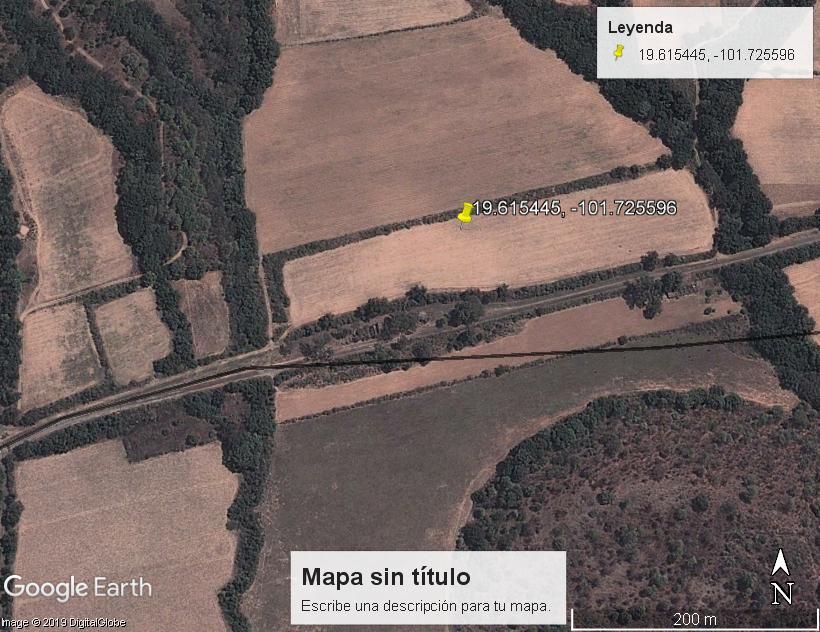 Leyenda
19.615445, -101.725596
19.615445, -101.725596
Mapa sin título
Escribe una descripción para tu mapa.
Google Earth
Image © 2019 DigitalGlobe
N
200 m